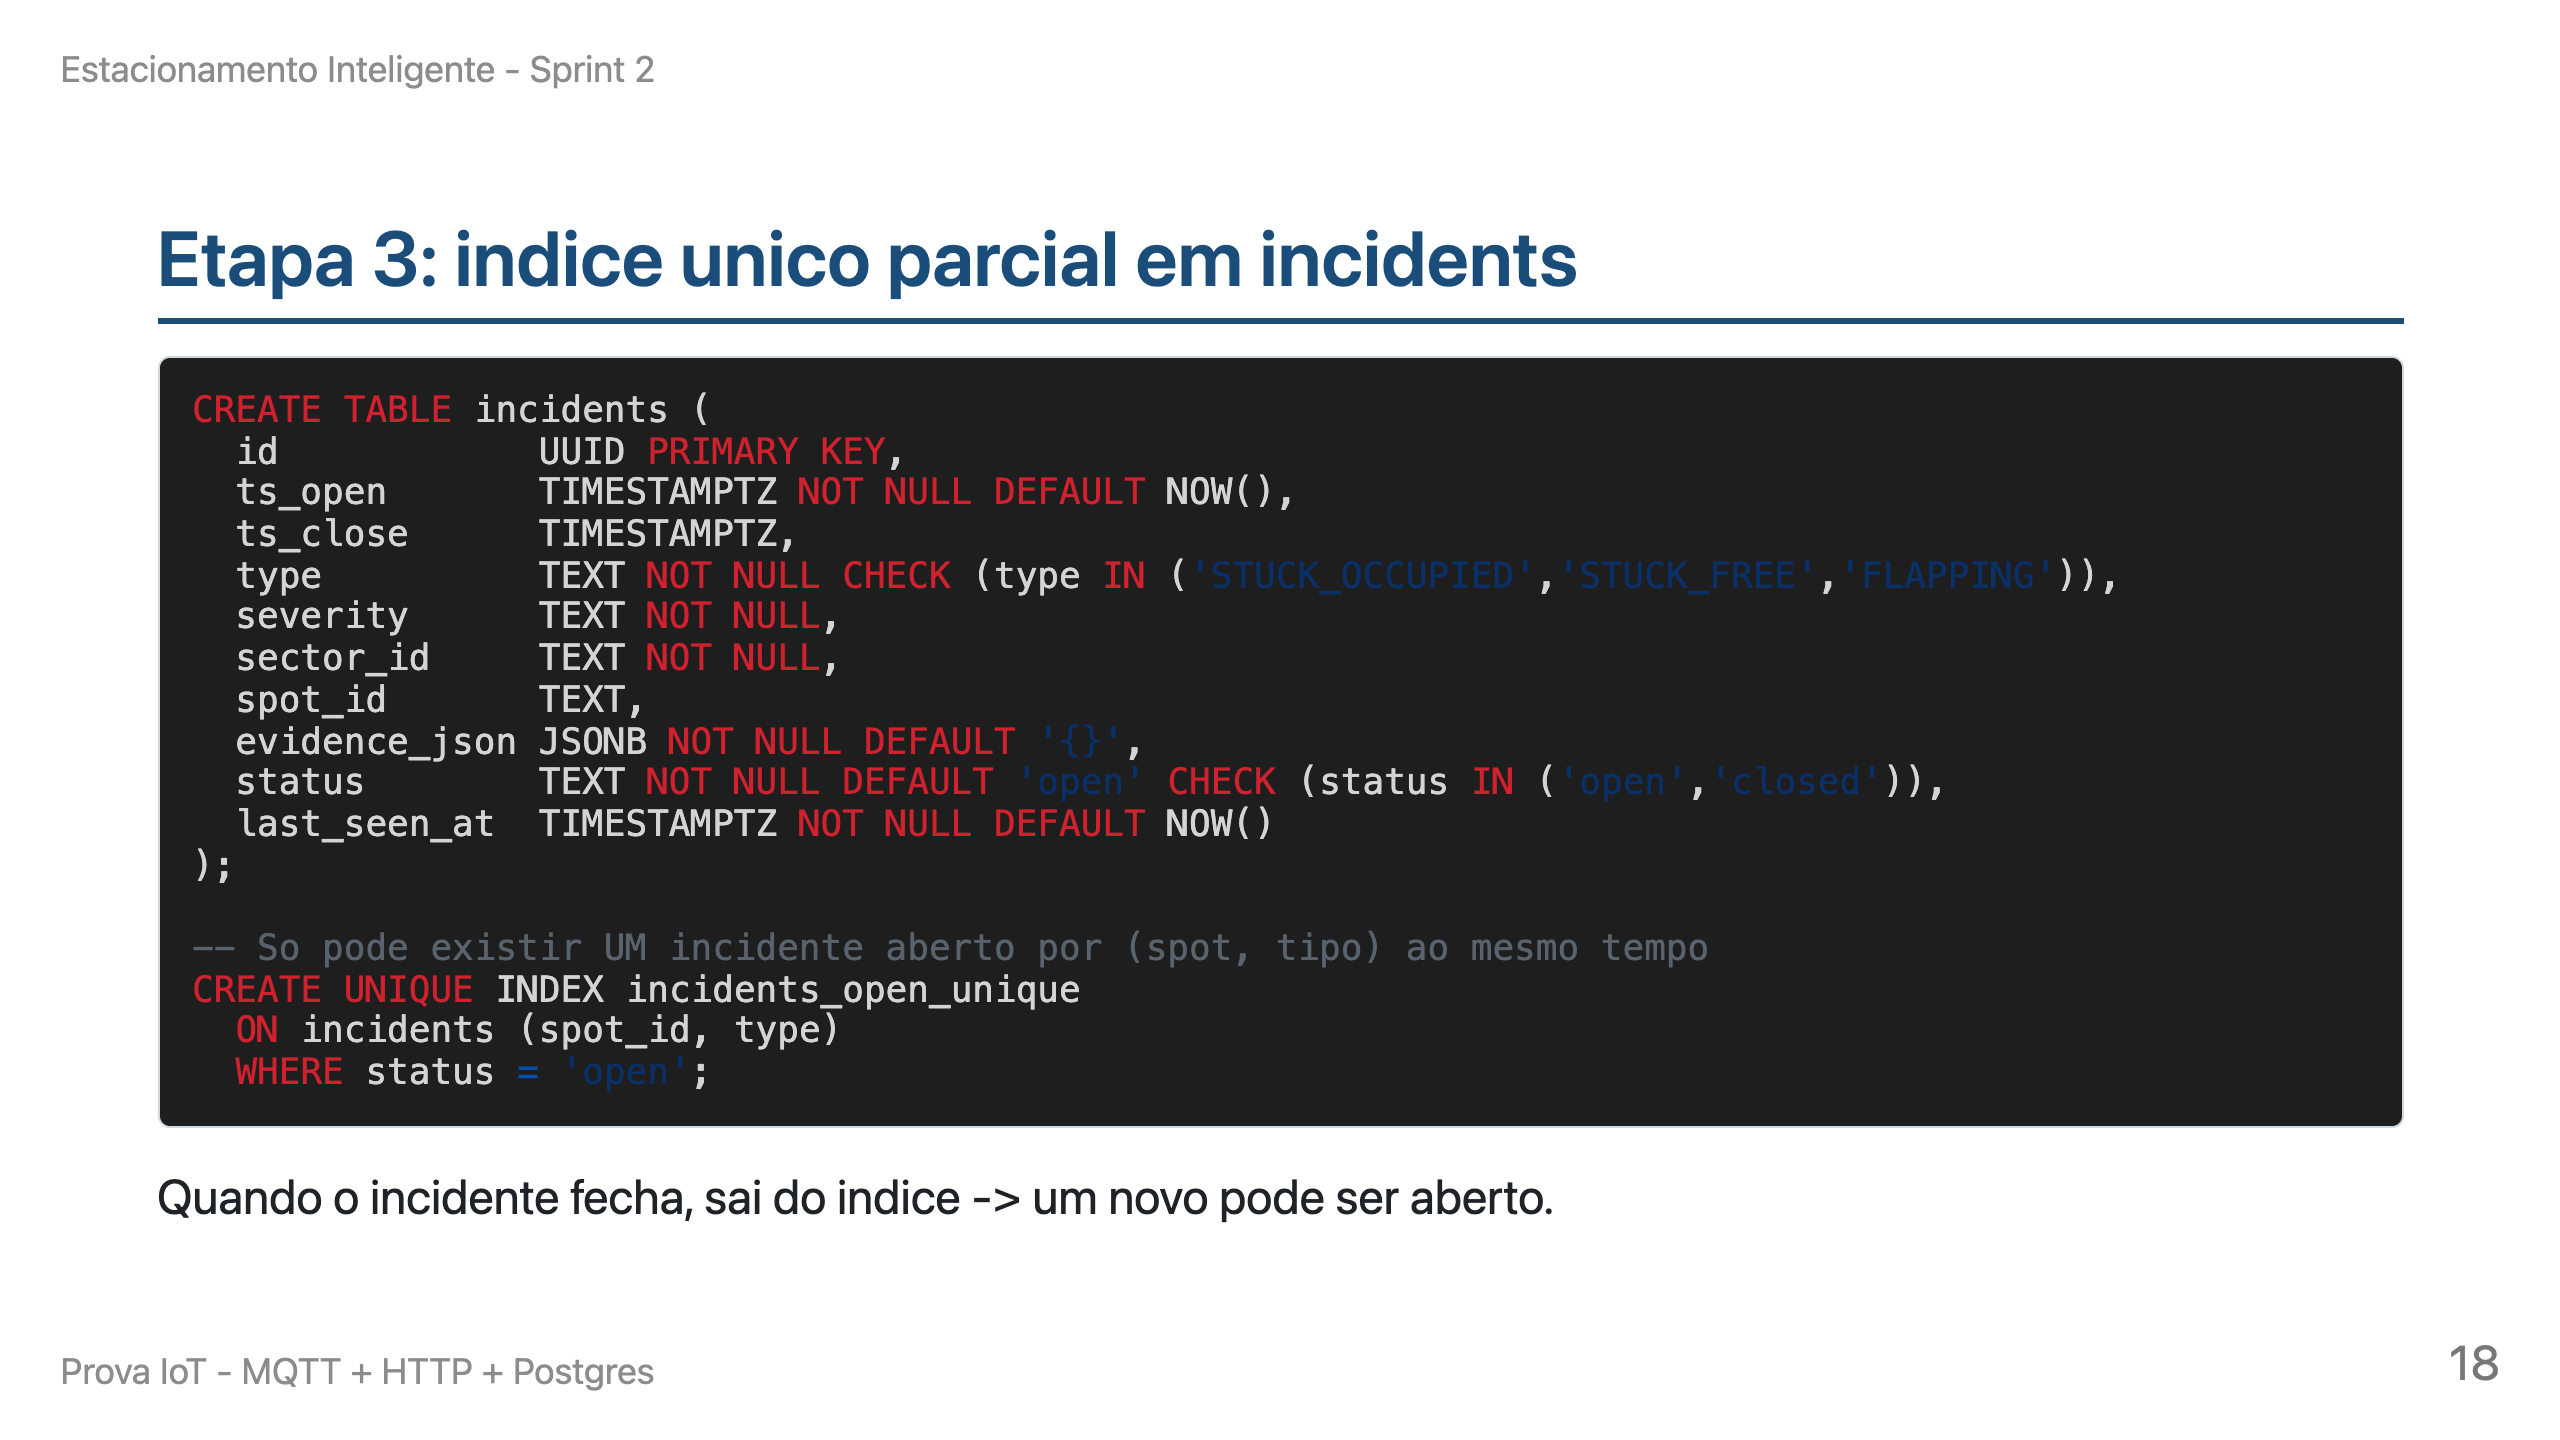 Estacionamento Inteligente - Sprint 2
Etapa 3: indice unico parcial em incidents
CREATE TABLE incidents (
  id            UUID PRIMARY KEY,
  ts_open       TIMESTAMPTZ NOT NULL DEFAULT NOW(),
  ts_close      TIMESTAMPTZ,
  type          TEXT NOT NULL CHECK (type IN ('STUCK_OCCUPIED','STUCK_FREE','FLAPPING')),
  severity      TEXT NOT NULL,
  sector_id     TEXT NOT NULL,
  spot_id       TEXT,
  evidence_json JSONB NOT NULL DEFAULT '{}',
  status        TEXT NOT NULL DEFAULT 'open' CHECK (status IN ('open','closed')),
  last_seen_at  TIMESTAMPTZ NOT NULL DEFAULT NOW()
);
-- So pode existir UM incidente aberto por (spot, tipo) ao mesmo tempo
CREATE UNIQUE INDEX incidents_open_unique
  ON incidents (spot_id, type)
  WHERE status = 'open';
Quando o incidente fecha, sai do indice -> um novo pode ser aberto.
Prova IoT - MQTT + HTTP + Postgres
18